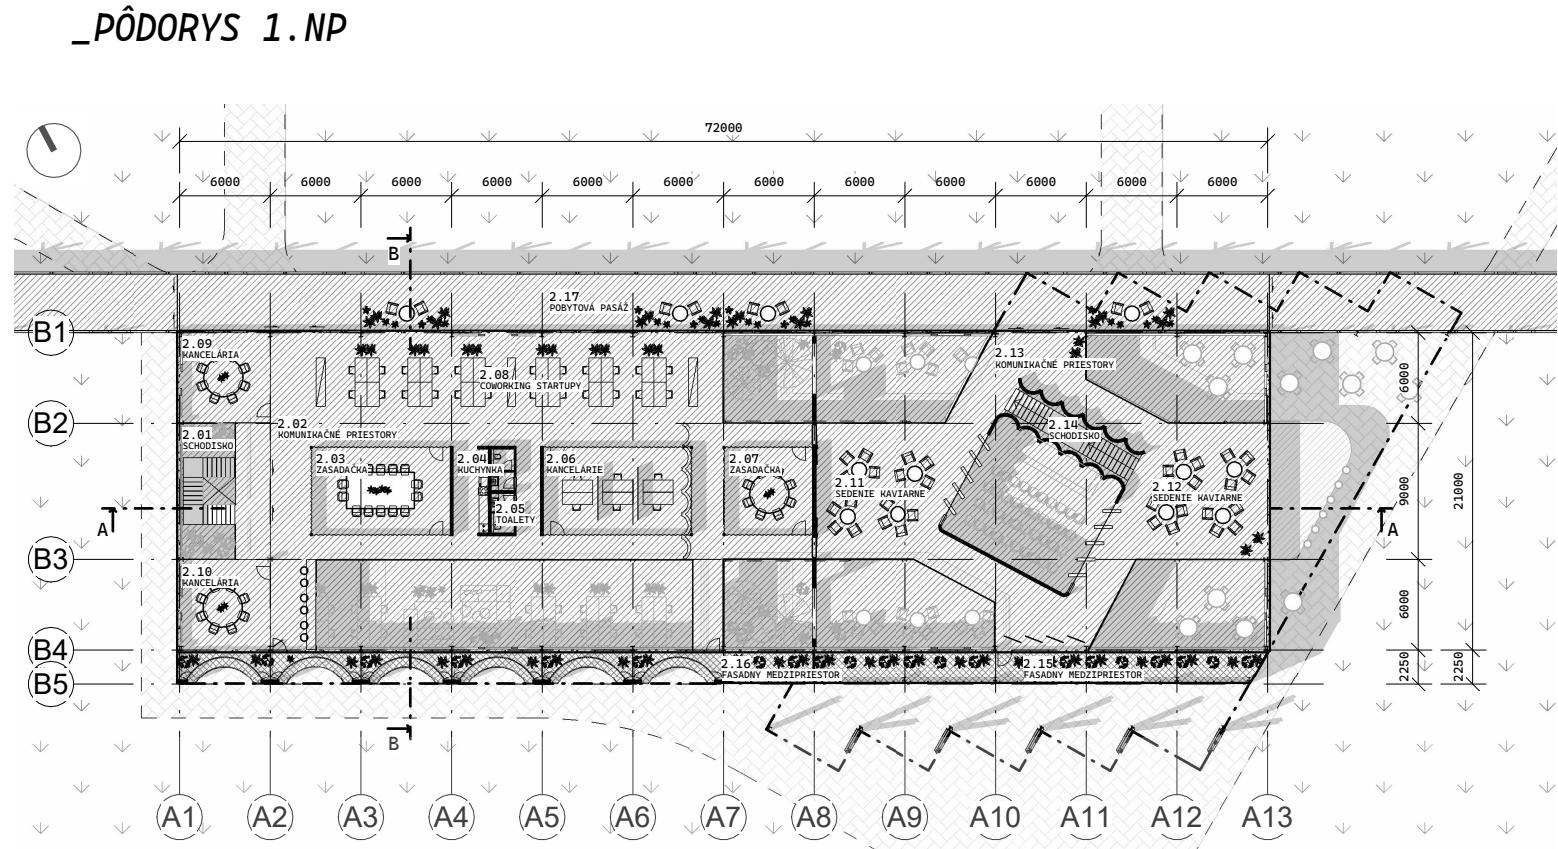 _PÔDORYS 1.NP
72000
6000 6000 6000 6000 6000 6000 6000 6000 6000 6000 6000 6000
B
2.17
POBYTOVÁ PASÁŽ
B1
2.09
KANCELÁRIA
2.08
COWORKING STARTUPY
2.13
KOMUNIKAČNÉ PRIESTORY
6000
B2
2.01
SCHODISKO
2.02
KOMUNIKAČNÉ PRIESTORY
2.14
SCHODISKO
2.03
ZASADAČKA
2.04
KUCHYNKA
2.06
KANCELÁRIE
2.07
ZASADAČKA
2.11
SEDENIE KAVIARNE
2.12
SEDENIE KAVIARNE
9000
21000
2.05
TOALETY
A
A
B3
2.10
KANCELÁRIA
6000
B4
2.16
FASADNY MEDZIPRIESTOR
2.15
FASADNY MEDZIPRIESTOR
2250
2250
B5
B
A1 A2 A3 A4 A5 A6 A7 A8 A9 A10 A11 A12 A13